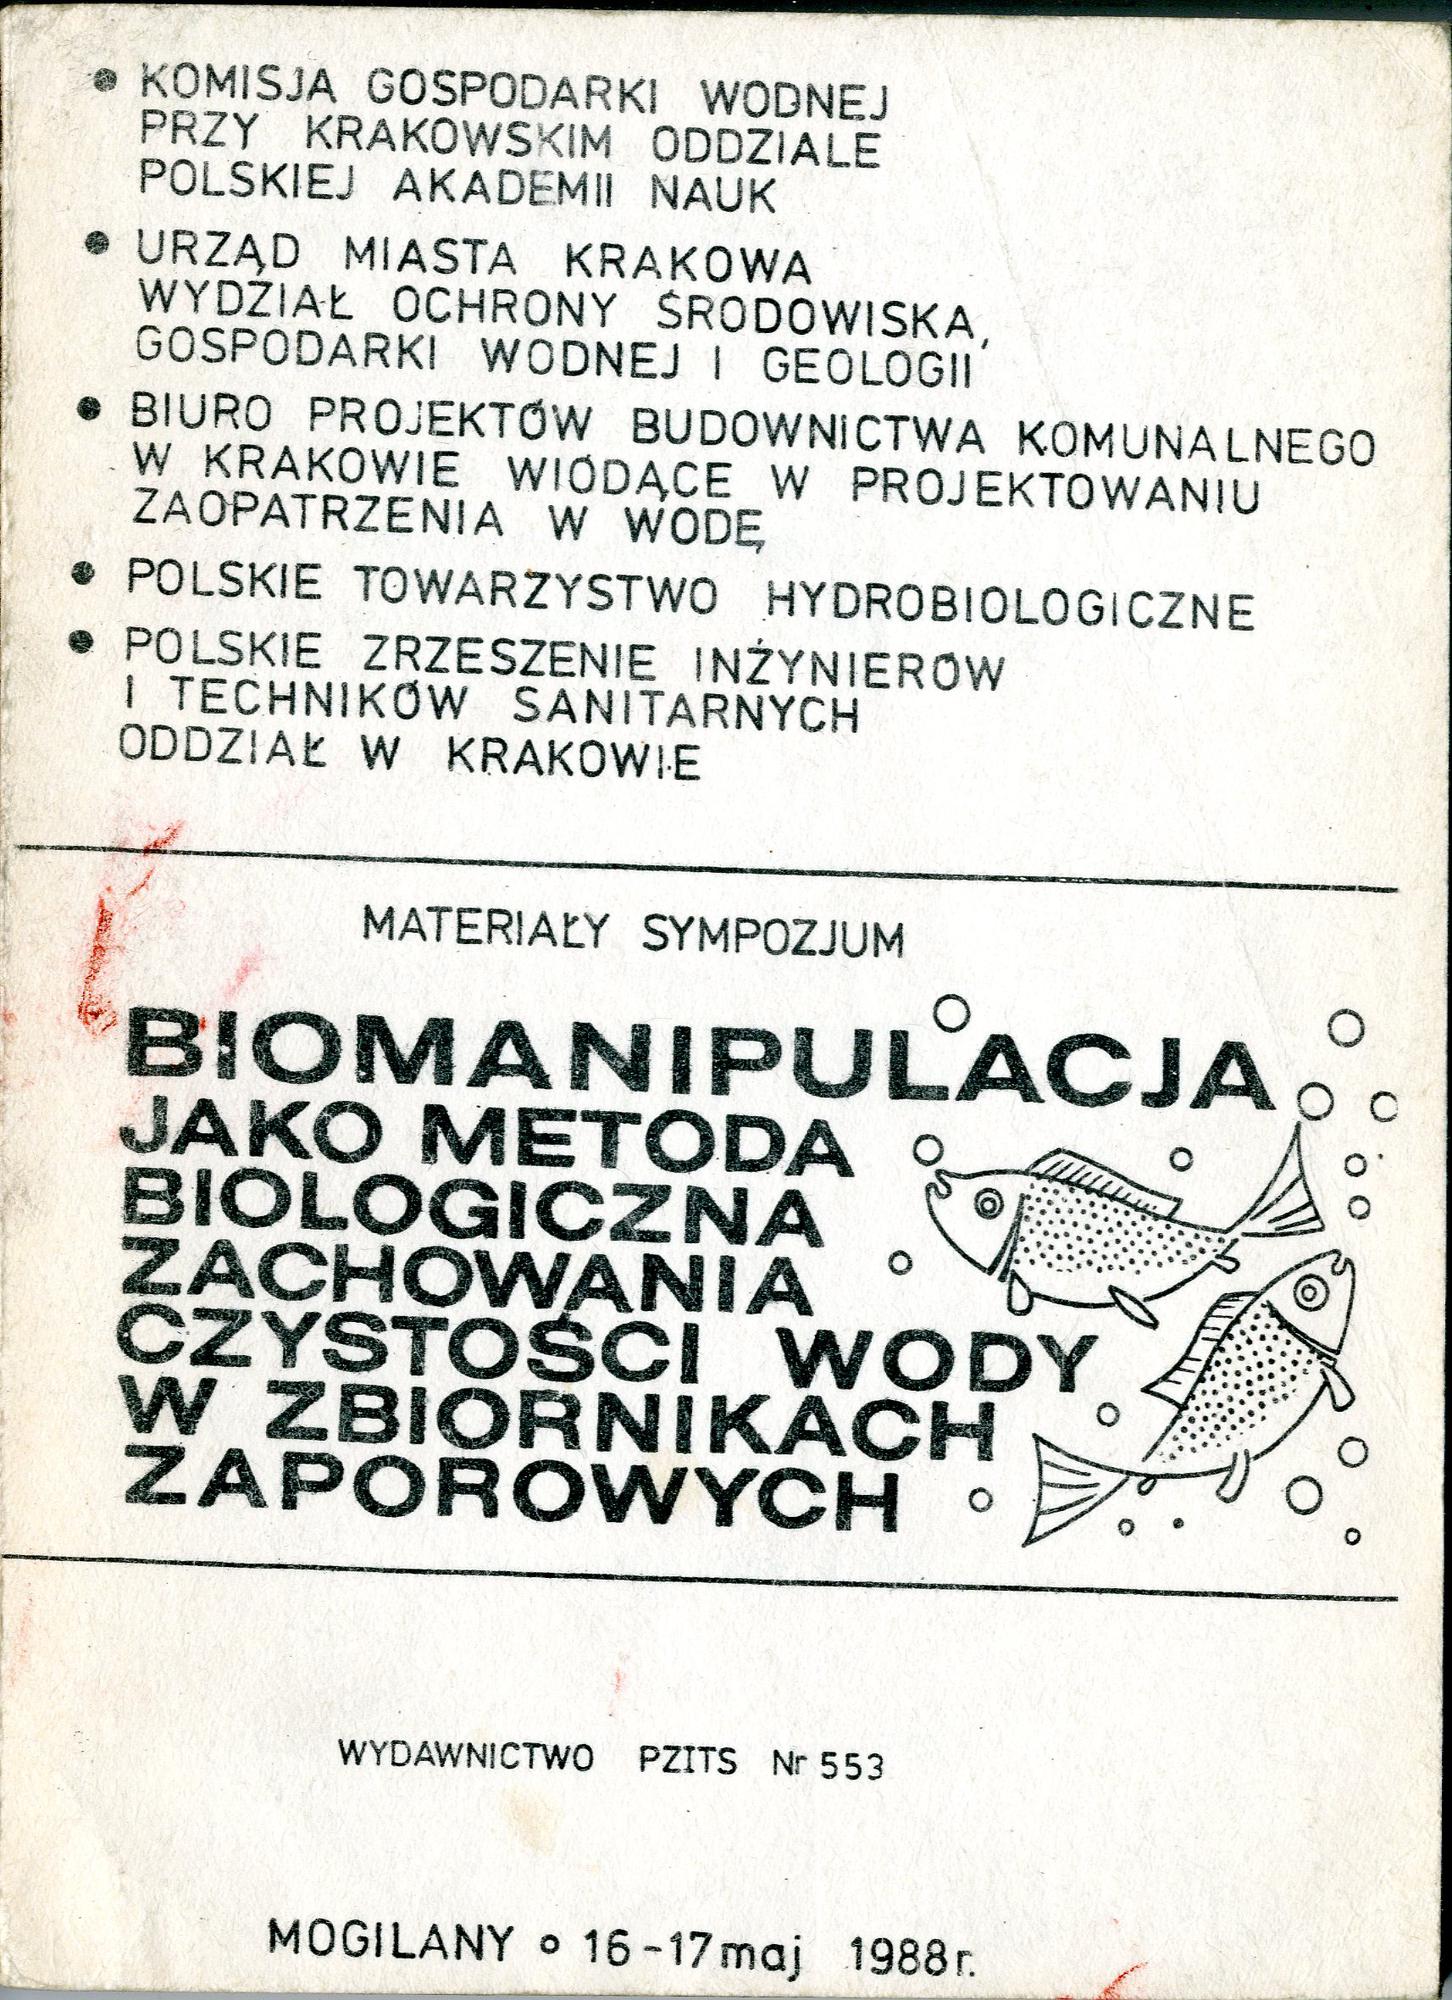 • KOMISJA GOSPODARKI WODNEJ
PRZY KRAKOWSKIM ODDZIALE
POLSKIEJ AKADEMII NAUK
• URZĄD MIASTA KRAKOWA
WYDZIAŁ OCHRONY ŚRODOWISKA,
GOSPODARKI WODNEJ I GEOLOGII
• BIURO PROJEKTÓW BUDOWNICTWA KOMUNALNEGO
W KRAKOWIE WIODĄCE W PROJEKTOWANIU
ZAOPATRZENIA W WODĘ
• POLSKIE TOWARZYSTWO HYDROBIOLOGICZNE
• POLSKIE ZRZESZENIE INŻYNIERÓW
I TECHNIKÓW SANITARNYCH
ODDZIAŁ W KRAKOWIE
MATERIAŁY SYMPOZJUM
BIOMANIPULACJA
JAKO METODA
BIOLOGICZNA
ZACHOWANIA
CZYSTOŚCI WODY
W ZBIORNIKACH
ZAPOROWYCH
WYDAWNICTWO PZITS Nr 553
MOGILANY o 16-17 maj 1988 r.